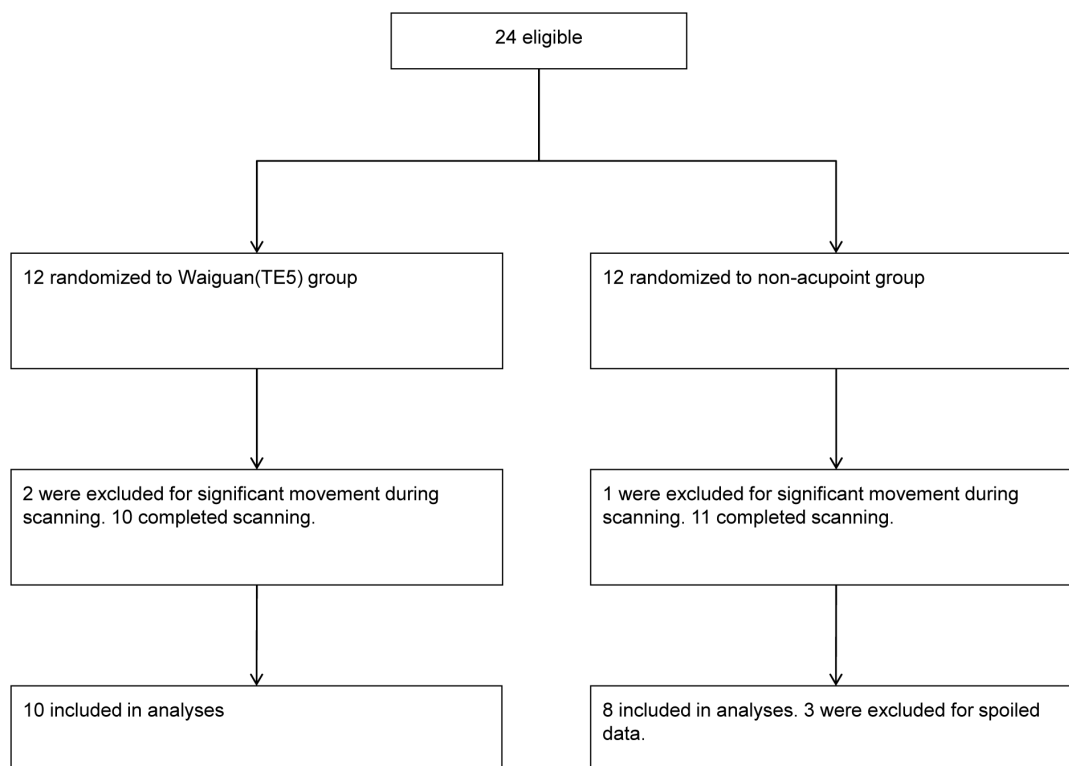 24 eligible
12 randomized to Waiguan(TE5) group
12 randomized to non-acupoint group
2 were excluded for significant movement during
scanning. 10 completed scanning.
1 were excluded for significant movement during
scanning. 11 completed scanning.
10 included in analyses
8 included in analyses. 3 were excluded for spoiled
data.